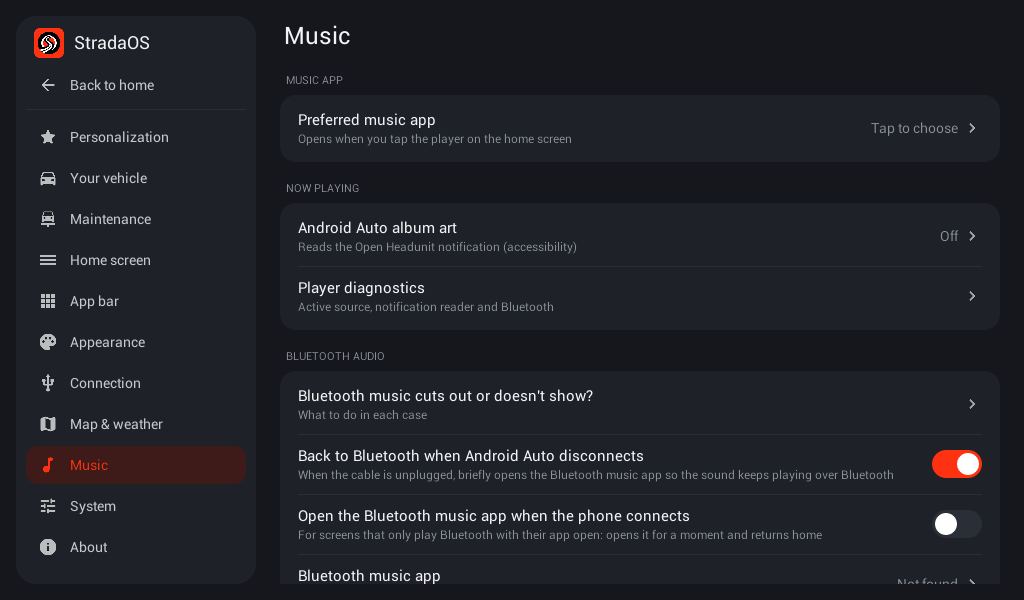 StradaOS
Back to home
Personalization
Your vehicle
Maintenance
Home screen
App bar
Appearance
Connection
Map & weather
Music
System
About
Music
MUSIC APP
Preferred music app
Opens when you tap the player on the home screen
Tap to choose
NOW PLAYING
Android Auto album art
Reads the Open Headunit notification (accessibility)
Off
Player diagnostics
Active source, notification reader and Bluetooth
BLUETOOTH AUDIO
Bluetooth music cuts out or doesn't show?
What to do in each case
Back to Bluetooth when Android Auto disconnects
When the cable is unplugged, briefly opens the Bluetooth music app so the sound keeps playing over Bluetooth
Open the Bluetooth music app when the phone connects
For screens that only play Bluetooth with their app open: opens it for a moment and returns home
Bluetooth music app
Not found